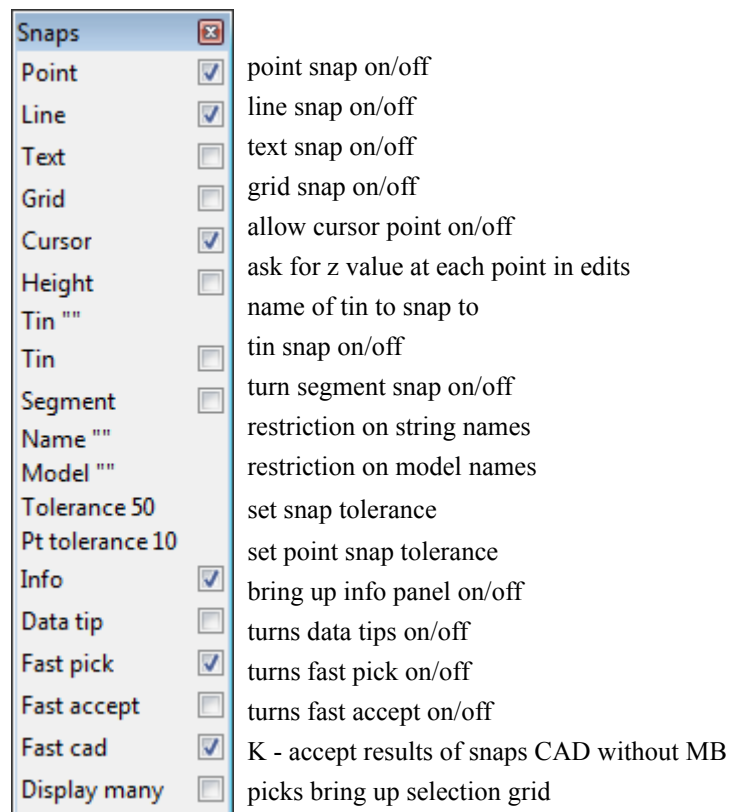 Snaps
Point point snap on/off
Line line snap on/off
Text text snap on/off
Grid grid snap on/off
Cursor allow cursor point on/off
Height ask for z value at each point in edits
Tin "" name of tin to snap to
Tin tin snap on/off
Segment turn segment snap on/off
Name "" restriction on string names
Model "" restriction on model names
Tolerance 50 set snap tolerance
Pt tolerance 10 set point snap tolerance
Info bring up info panel on/off
Data tip turns data tips on/off
Fast pick turns fast pick on/off
Fast accept turns fast accept on/off
Fast cad K - accept results of snaps CAD without MB
Display many picks bring up selection grid